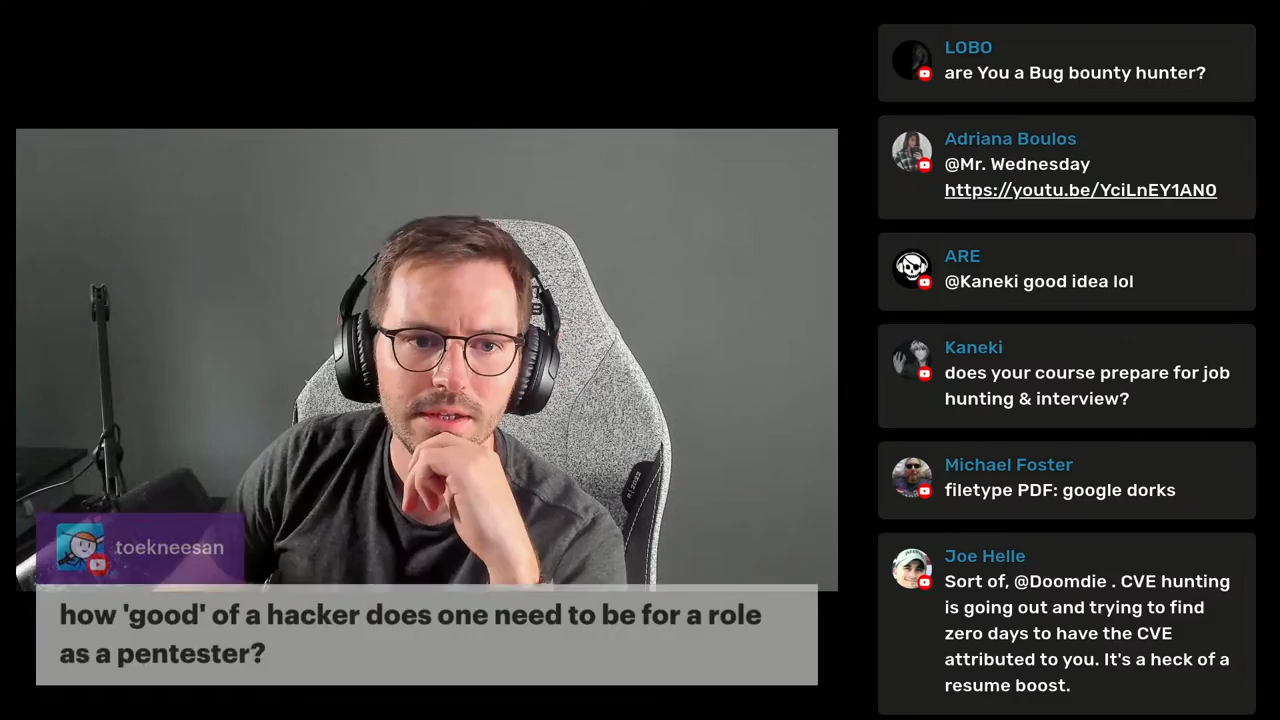 toekneesan
how 'good' of a hacker does one need to be for a role
as a pentester?
LOBO
are You a Bug bounty hunter?
Adriana Boulos
@Mr. Wednesday
https://youtu.be/YciLnEY1AN0
ARE
@Kaneki good idea lol
Kaneki
does your course prepare for job
hunting & interview?
Michael Foster
filetype PDF: google dorks
Joe Helle
Sort of, @Doomdie . CVE hunting
is going out and trying to find
zero days to have the CVE
attributed to you. It's a heck of a
resume boost.